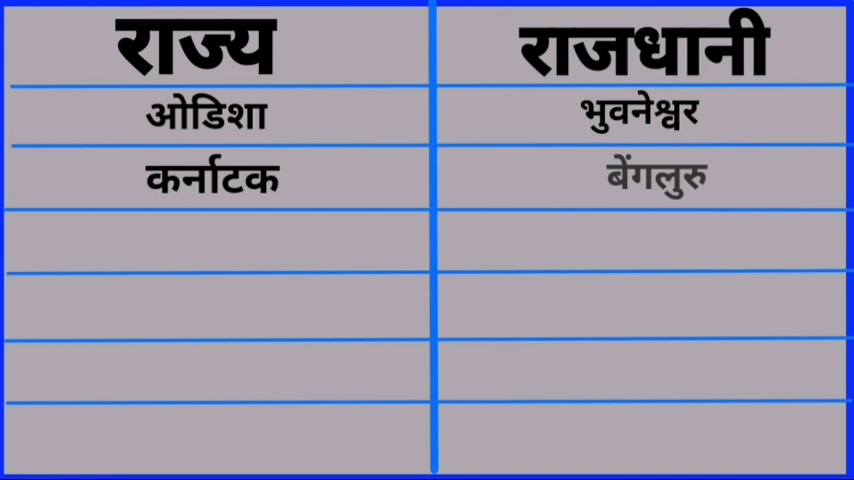 राज्य राजधानी
ओडिशा भुवनेश्वर
कर्नाटक बेंगलुरु